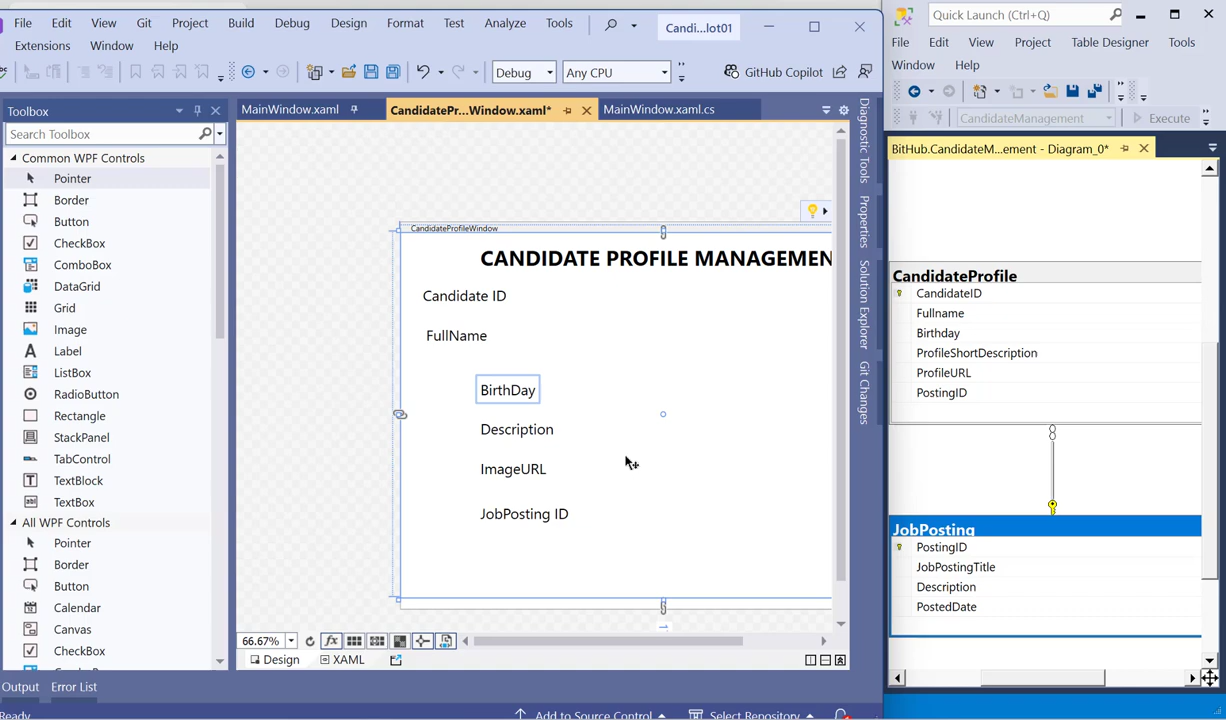 File Edit View Git Project Build Debug Design Format Test Analyze Tools Candi...lot01
Extensions Window Help
Debug Any CPU GitHub Copilot
Toolbox
Search Toolbox
Common WPF Controls
Pointer
Border
Button
CheckBox
ComboBox
DataGrid
Grid
Image
Label
ListBox
RadioButton
Rectangle
StackPanel
TabControl
TextBlock
TextBox
All WPF Controls
Pointer
Border
Button
Calendar
Canvas
CheckBox
Output Error List
Ready
MainWindow.xaml CandidatePr...Window.xaml* MainWindow.xaml.cs
CandidateProfileWindow
CANDIDATE PROFILE MANAGEMEN
Candidate ID
FullName
BirthDay
Description
ImageURL
JobPosting ID
66.67% fx
Design XAML
Add to Source Control Select Repository
Diagnostic Tools
Properties
Solution Explorer
Git Changes
Quick Launch (Ctrl+Q)
File Edit View Project Table Designer Tools
Window Help
CandidateManagement Execute
BitHub.CandidateM...ement - Diagram_0*
CandidateProfile
CandidateID
Fullname
Birthday
ProfileShortDescription
ProfileURL
PostingID
JobPosting
PostingID
JobPostingTitle
Description
PostedDate